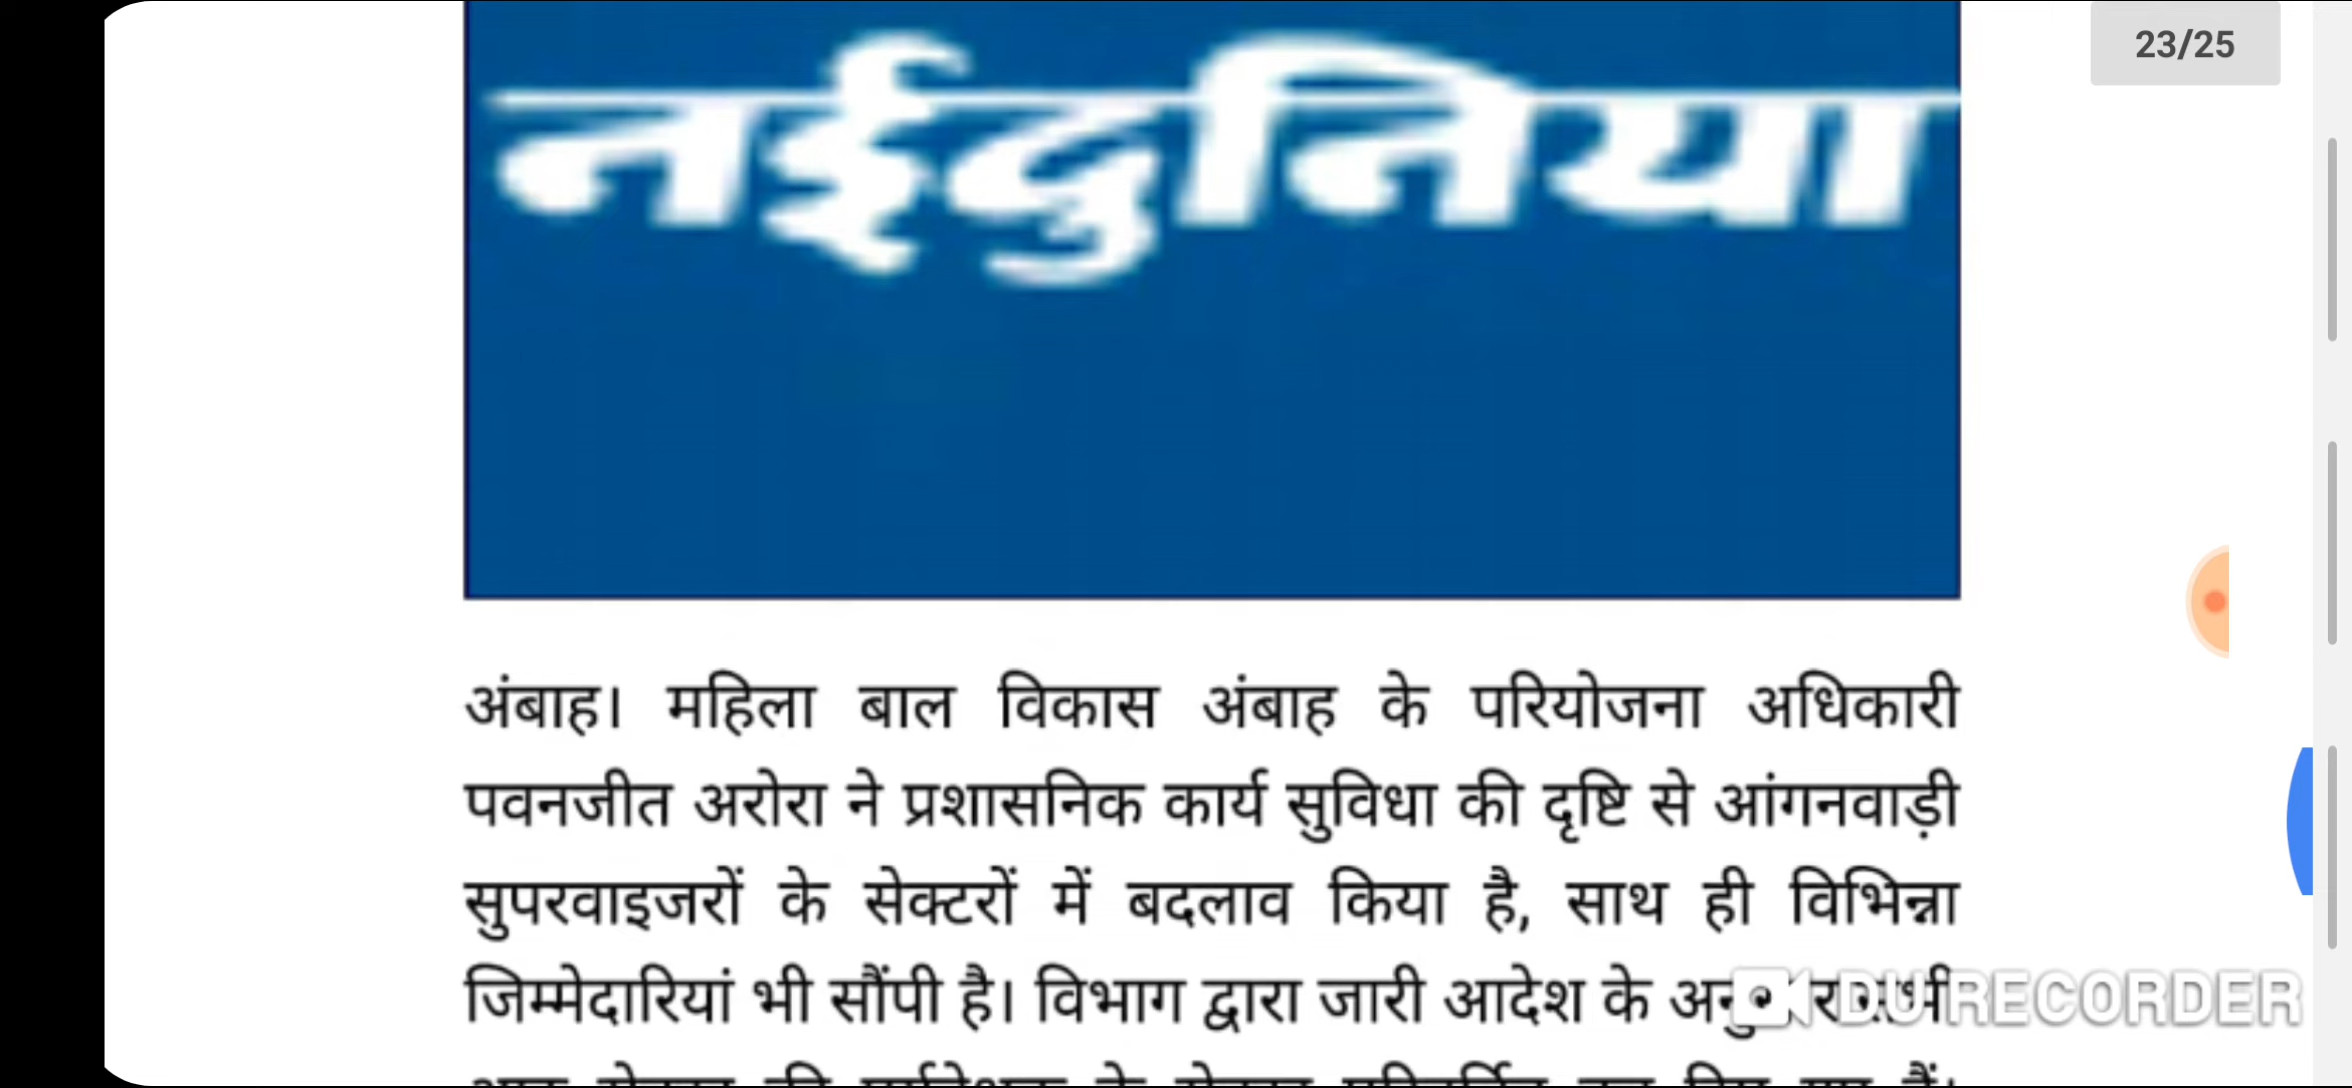 नईदुनिया
23/25
अंबाह। महिला बाल विकास अंबाह के परियोजना अधिकारी
पवनजीत अरोरा ने प्रशासनिक कार्य सुविधा की दृष्टि से आंगनवाड़ी
सुपरवाइजरों के सेक्टरों में बदलाव किया है, साथ ही विभिन्ना
जिम्मेदारियां भी सौंपी है। विभाग द्वारा जारी आदेश के
DU RECORDER